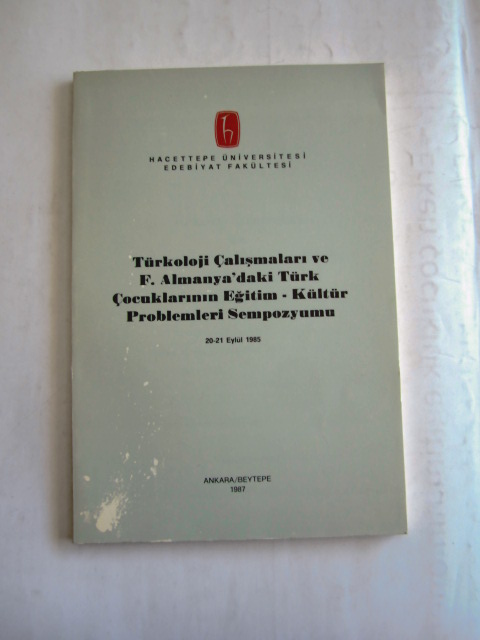 HACETTEPE ÜNİVERSİTESİ
EDEBİYAT FAKÜLTESİ
Türkoloji Çalışmaları ve
F. Almanya'daki Türk
Çocuklarının Eğitim - Kültür
Problemleri Sempozyumu
20-21 Eylül 1985
ANKARA/BEYTEPE
1987